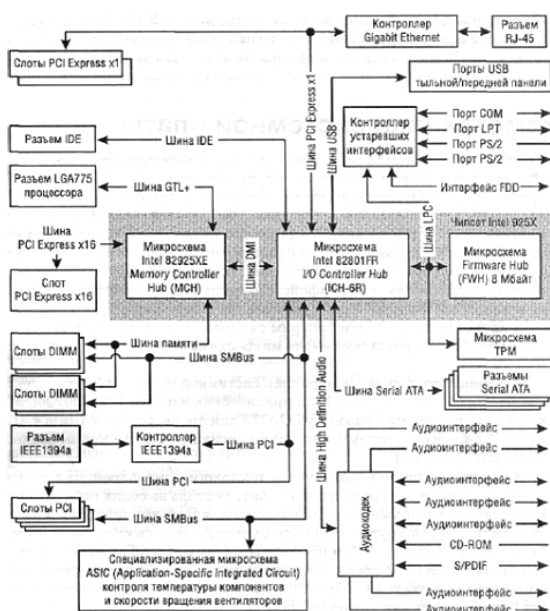 Контроллер
Gigabit Ethernet
Разъем
RJ-45
Слоты PCI Express x1
Порты USB
тыльной/передней панели
Шина PCI Express x1
Шина USB
Контроллер
устаревших
интерфейсов
Порт COM
Порт LPT
Порт PS/2
Порт PS/2
Интерфейс FDD
Разъем IDE
Шина IDE
Разъем LGA775
процессора
Шина GTL+
Шина LPC
Чипсет Intel 925X
Шина
PCI Express x16
Микросхема
Intel 82925XE
Memory Controller
Hub (MCH)
Шина DMI
Микросхема
Intel 82801FR
I/O Controller Hub
(ICH-6R)
Микросхема
Firmware Hub
(FWH) 8 Мбайт
Слот
PCI Express x16
Микросхема
TPM
Слоты DIMM
Шина памяти
Шина SMBus
Слоты DIMM
Шина High Definition Audio
Шина Serial ATA
Разъемы
Serial ATA
Разъем
IEEE1394a
Контроллер
IEEE1394a
Шина PCI
Шина PCI
Слоты PCI
Шина SMBus
Аудиокодек
Аудиоинтерфейс
Аудиоинтерфейс
Аудиоинтерфейс
Аудиоинтерфейс
Аудиоинтерфейс
CD-ROM
S/PDIF
Аудиоинтерфейс
Аудиоинтерфейс
Специализированная микросхема
ASIC (Application-Specific Integrated Circuit)
контроля температуры компонентов
и скорости вращения вентиляторов